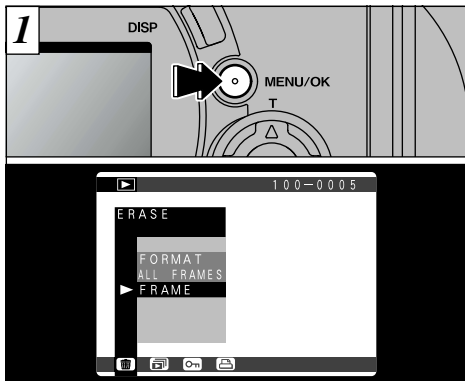 1
DISP
MENU/OK
T
100-0005
ERASE
FORMAT
ALL FRAMES
FRAME